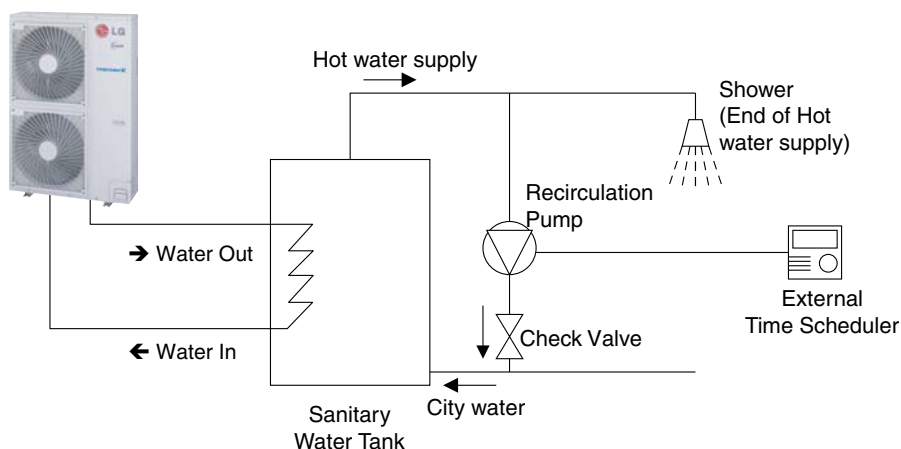 LG
Hot water supply
Shower
(End of Hot
water supply)
Recirculation
Pump
➔ Water Out
External
Time Scheduler
Check Valve
🡰 Water In
City water
Sanitary
Water Tank